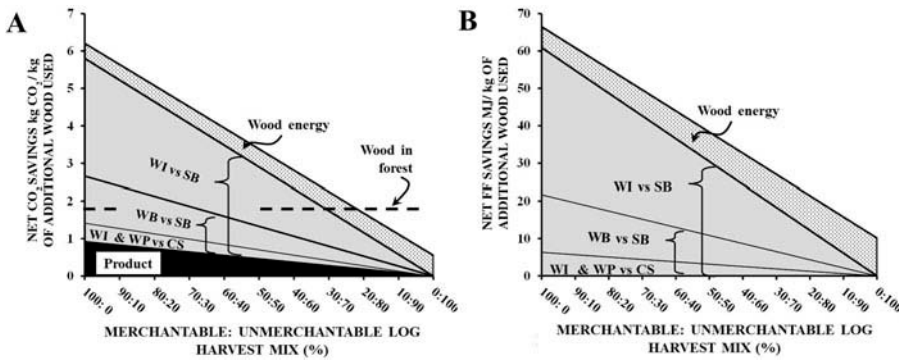 A
NET CO2 SAVINGS kg CO2/ kg
OF ADDITIONAL WOOD USED
7
6
5
4
3
2
1
0
Wood energy
Wood in
forest
WI vs SB
WB vs SB
WI & WP vs CS
Product
100: 0
90:10
80:20
70:30
60:40
50:50
40:60
30:70
20:80
10:90
0:100
MERCHANTABLE: UNMERCHANTABLE LOG
HARVEST MIX (%)
B
NET FF SAVINGS MJ/ kg OF
ADDITIONAL WOOD USED
70
60
50
40
30
20
10
0
Wood energy
WI vs SB
WB vs SB
WI & WP vs CS
100: 0
90:10
80:20
70:30
60:40
50:50
40:60
30:70
20:80
10:90
0:100
MERCHANTABLE: UNMERCHANTABLE LOG
HARVEST MIX (%)